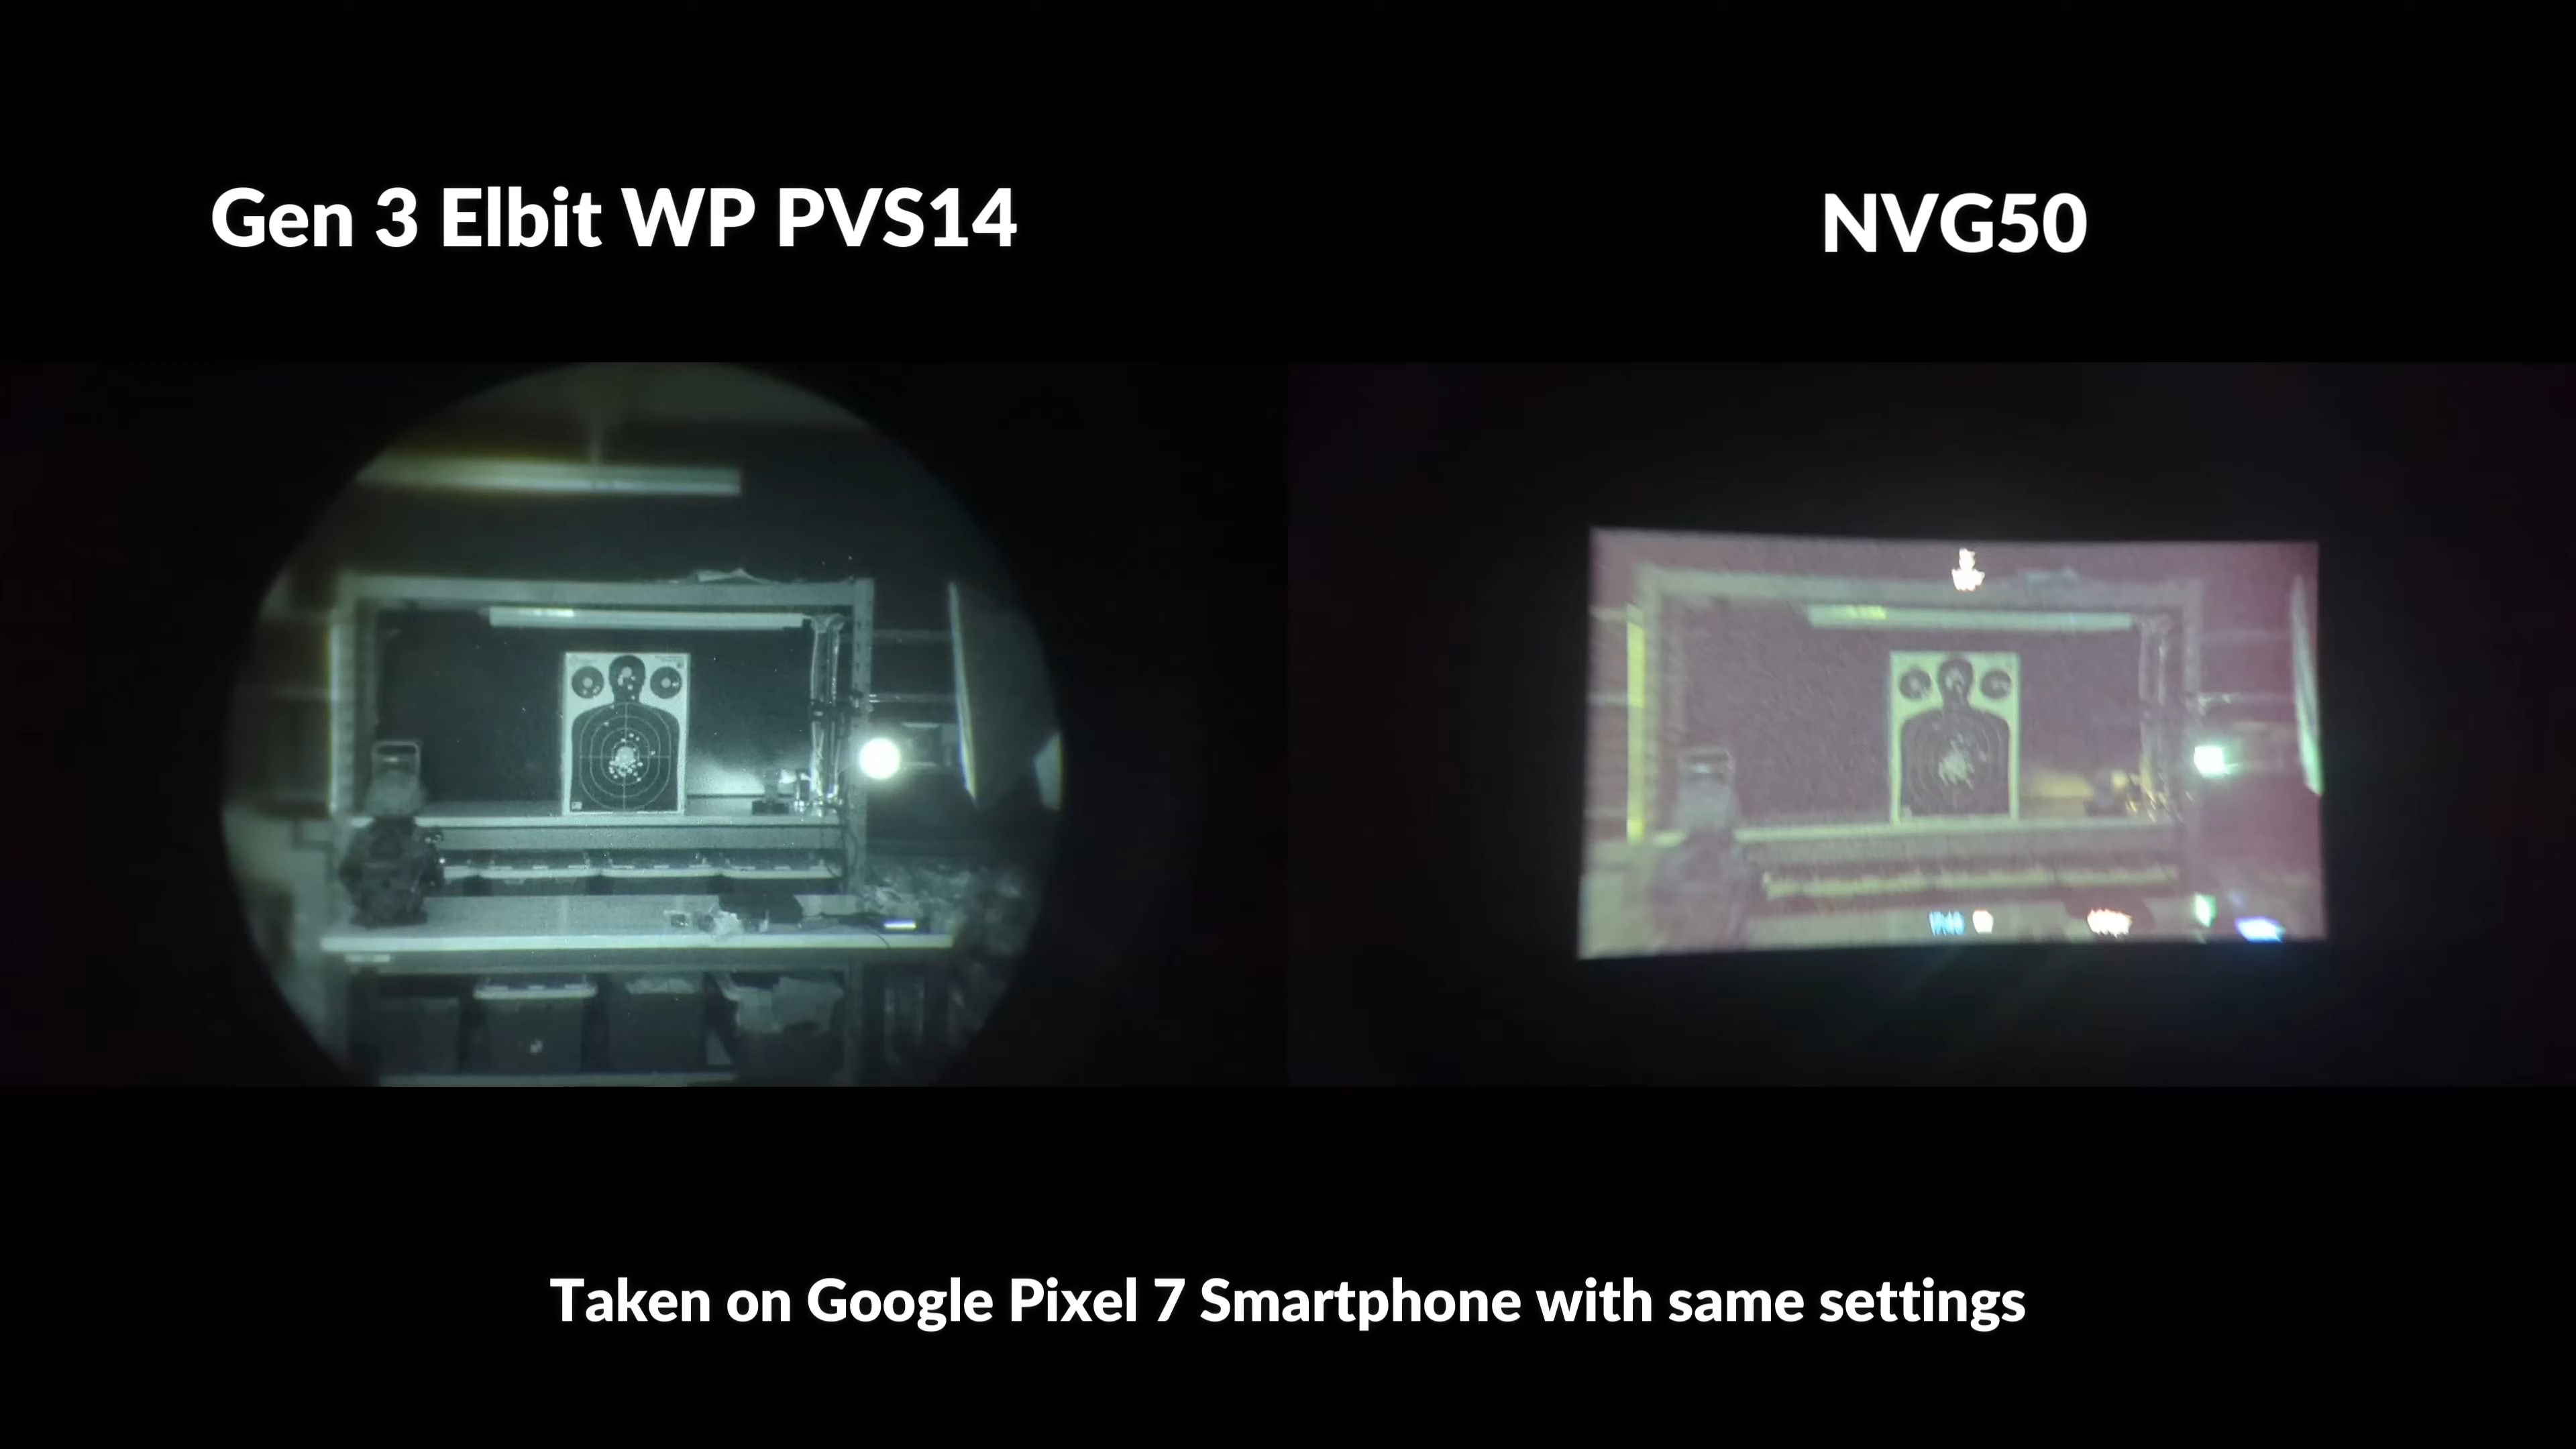 Gen 3 Elbit WP PVS14
NVG50
Taken on Google Pixel 7 Smartphone with same settings